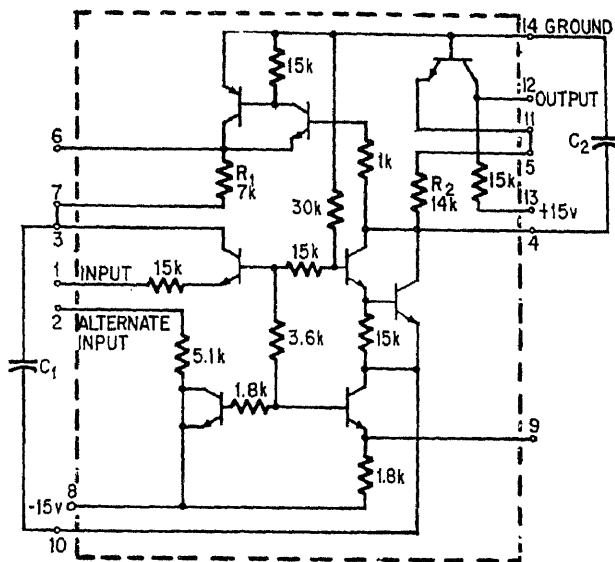 14 GROUND
15k
12
OUTPUT
11
6
C2
5
R1
7k
1k
R2
14k
15k
7
30k
13
+15v
3
4
1 INPUT
15k
15k
2 ALTERNATE
INPUT
3.6k
15k
C1
5.1k
1.8k
9
8
1.8k
-15v
10